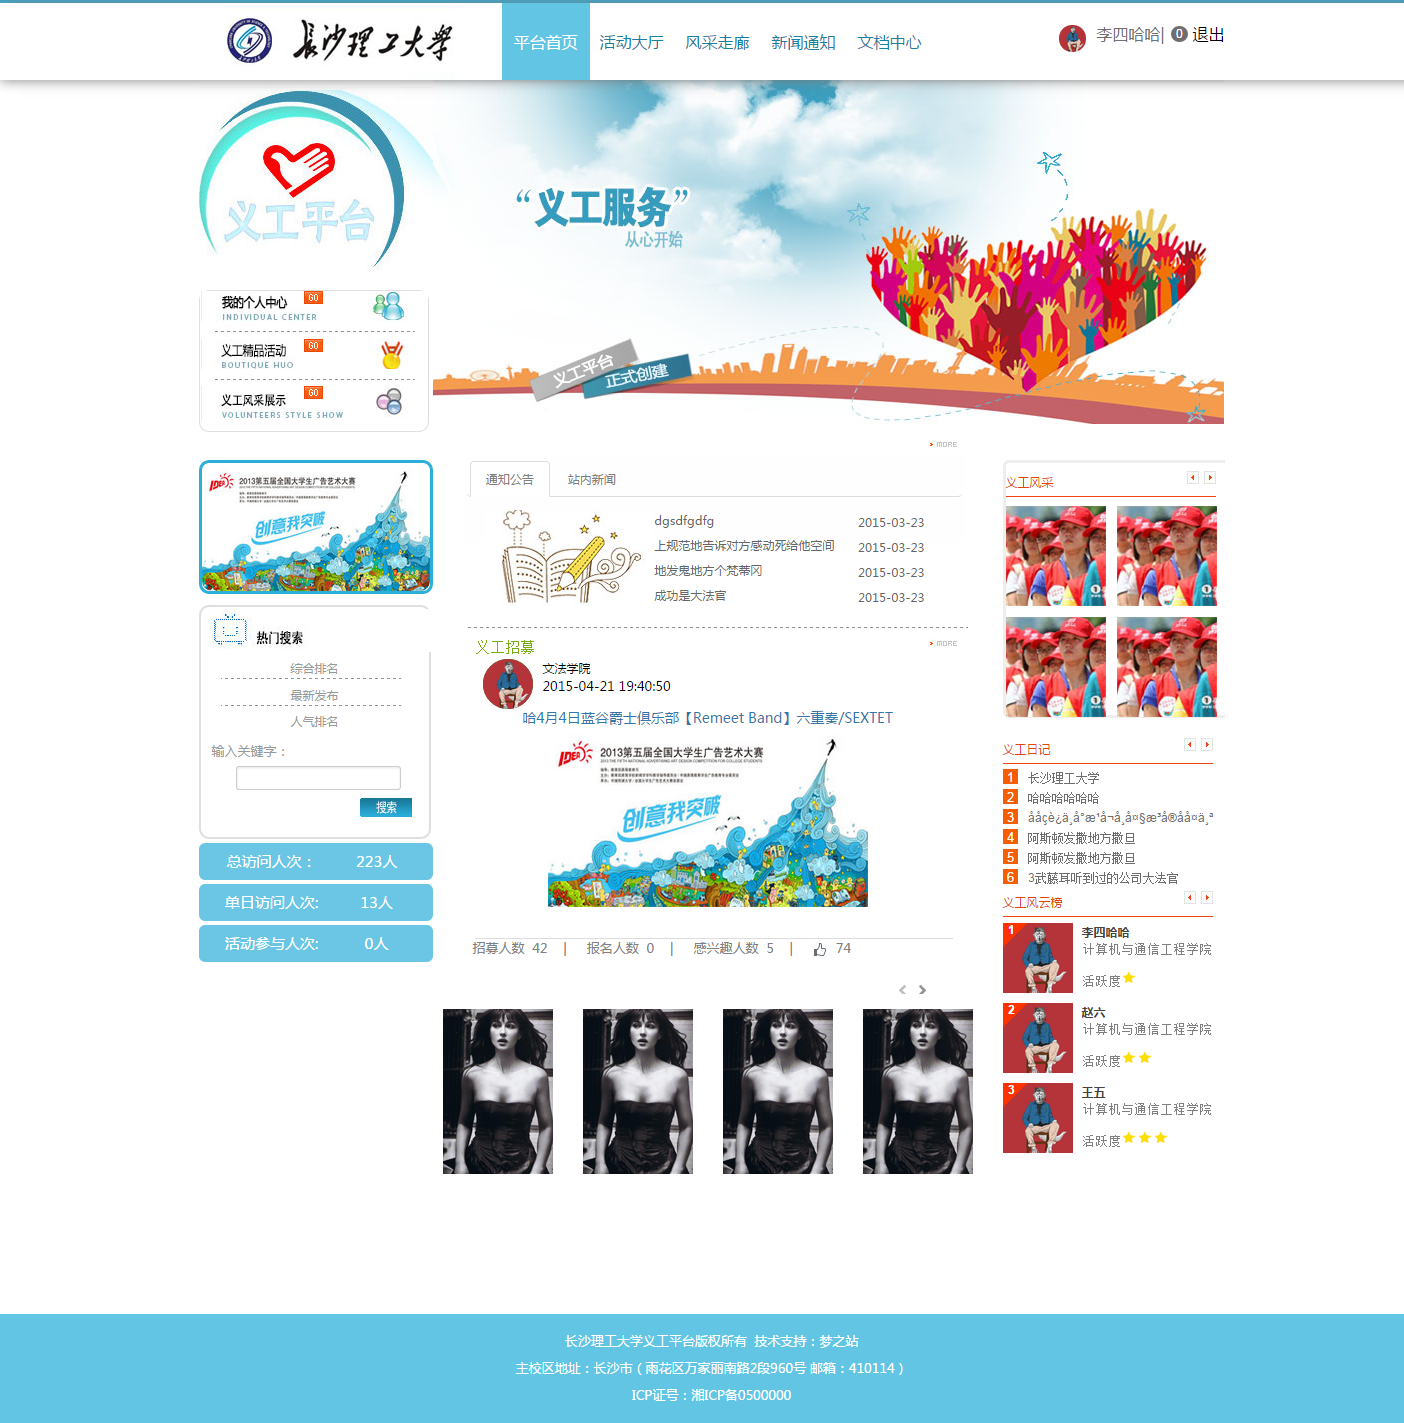 長沙理工大學
平台首页 活动大厅 风采走廊 新闻通知 文档中心
李四哈哈| 0 退出
义工平台
“义工服务”
从心开始
义工平台
正式创建
我的个人中心 GO
INDIVIDUAL CENTER
义工精品活动 GO
BOUTIQUE HUO
义工风采展示 GO
VOLUNTEERS STYLE SHOW
IDEA
2013第五届全国大学生广告艺术大赛
创意我突破
热门搜索
综合排名
最新发布
人气排名
输入关键字：
搜索
总访问人次： 223人
单日访问人次: 13人
活动参与人次: 0人
MORE
通知公告 站内新闻
dgsdfgdfg 2015-03-23
上规范地告诉对方感动死给他空间 2015-03-23
地发鬼地方个梵蒂冈 2015-03-23
成功是大法官 2015-03-23
义工招募 MORE
文法学院
2015-04-21 19:40:50
哈4月4日蓝谷爵士俱乐部【Remeet Band】六重奏/SEXTET
IDEA
2013第五届全国大学生广告艺术大赛
THE FIFTH NATIONAL ADVERTISING ART DESIGN COMPETITION FOR COLLEGE STUDENTS
创意我突破
招募人数 42 | 报名人数 0 | 感兴趣人数 5 | 74
义工风采
义工日记
1 长沙理工大学
2 哈哈哈哈哈哈
3
4 阿斯顿发撒地方撒旦
5 阿斯顿发撒地方撒旦
6 3武藤耳听到过的公司大法官
义工风云榜
1 李四哈哈
计算机与通信工程学院
活跃度
2 赵六
计算机与通信工程学院
活跃度
3 王五
计算机与通信工程学院
活跃度
长沙理工大学义工平台版权所有 技术支持：梦之站
主校区地址：长沙市（雨花区万家丽南路2段960号 邮箱：410114）
ICP证号：湘ICP备0500000